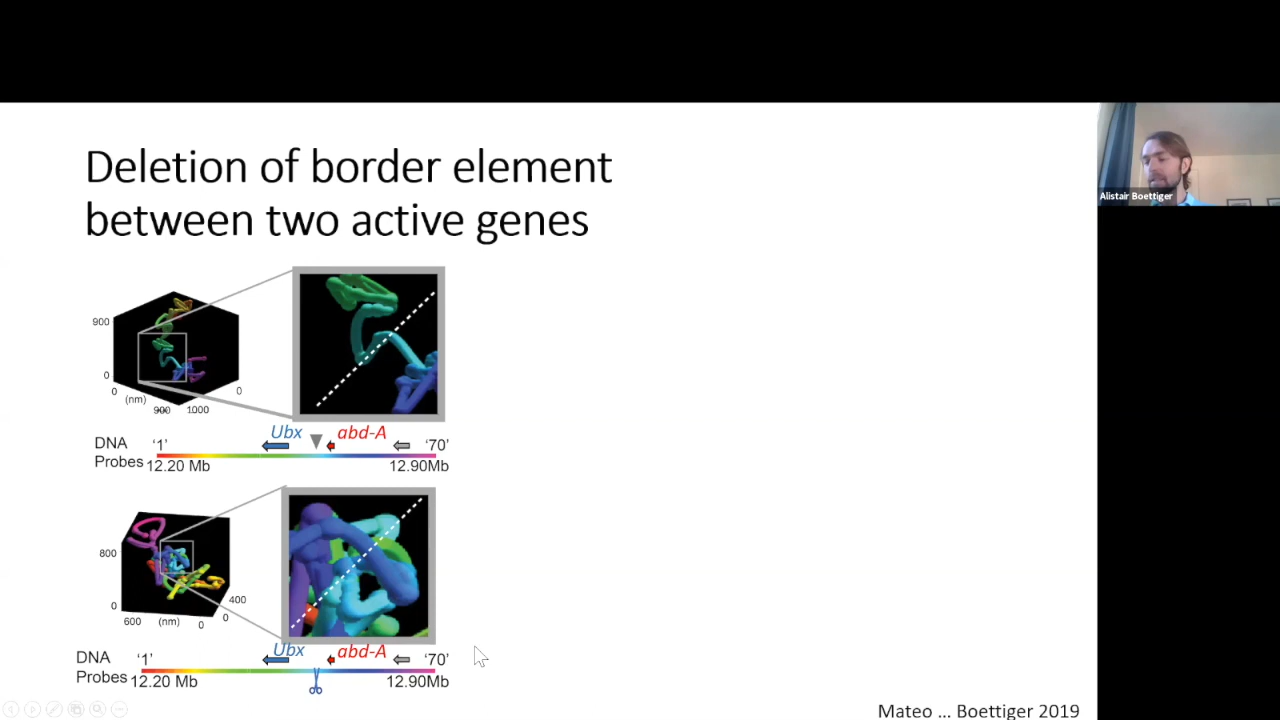 Deletion of border element
between two active genes
Alistair Boettiger
900
0
0
(nm)
900
1000
0
Ubx
abd-A
DNA
Probes
‘1’
‘70’
12.20 Mb
12.90Mb
800
0
600
(nm)
0
0
400
Ubx
abd-A
DNA
Probes
‘1’
‘70’
12.20 Mb
12.90Mb
Mateo ... Boettiger 2019